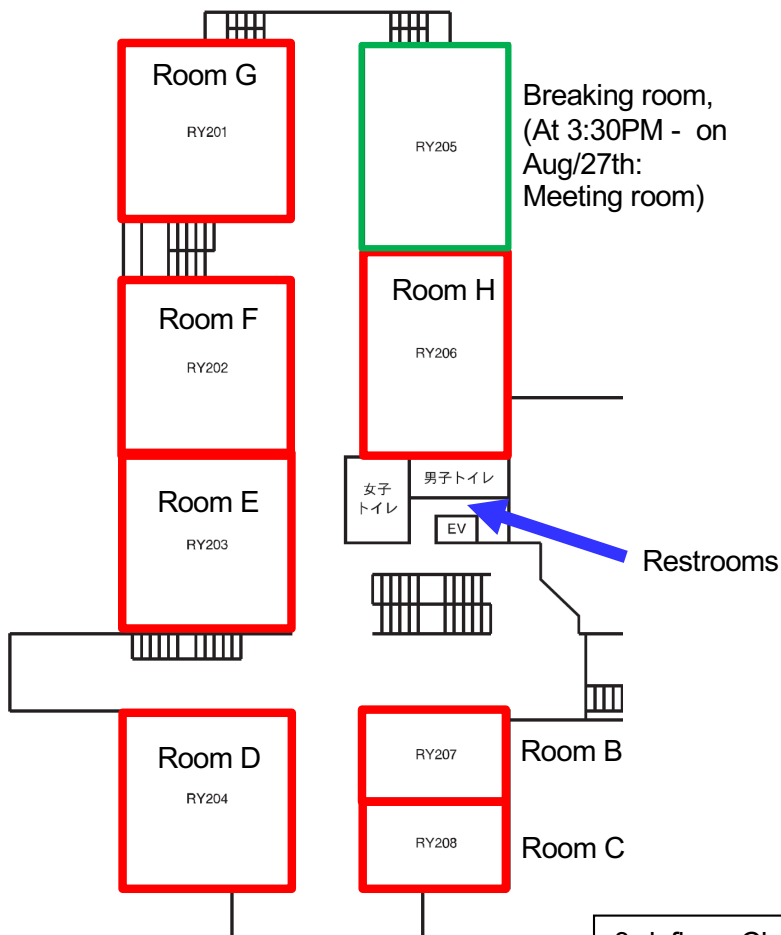 Room G
RY201
RY205
Breaking room,
(At 3:30PM - on
Aug/27th:
Meeting room)
Room F
RY202
Room H
RY206
Room E
RY203
女子
トイレ
男子トイレ
EV
Restrooms
Room D
RY204
RY207
Room B
RY208
Room C